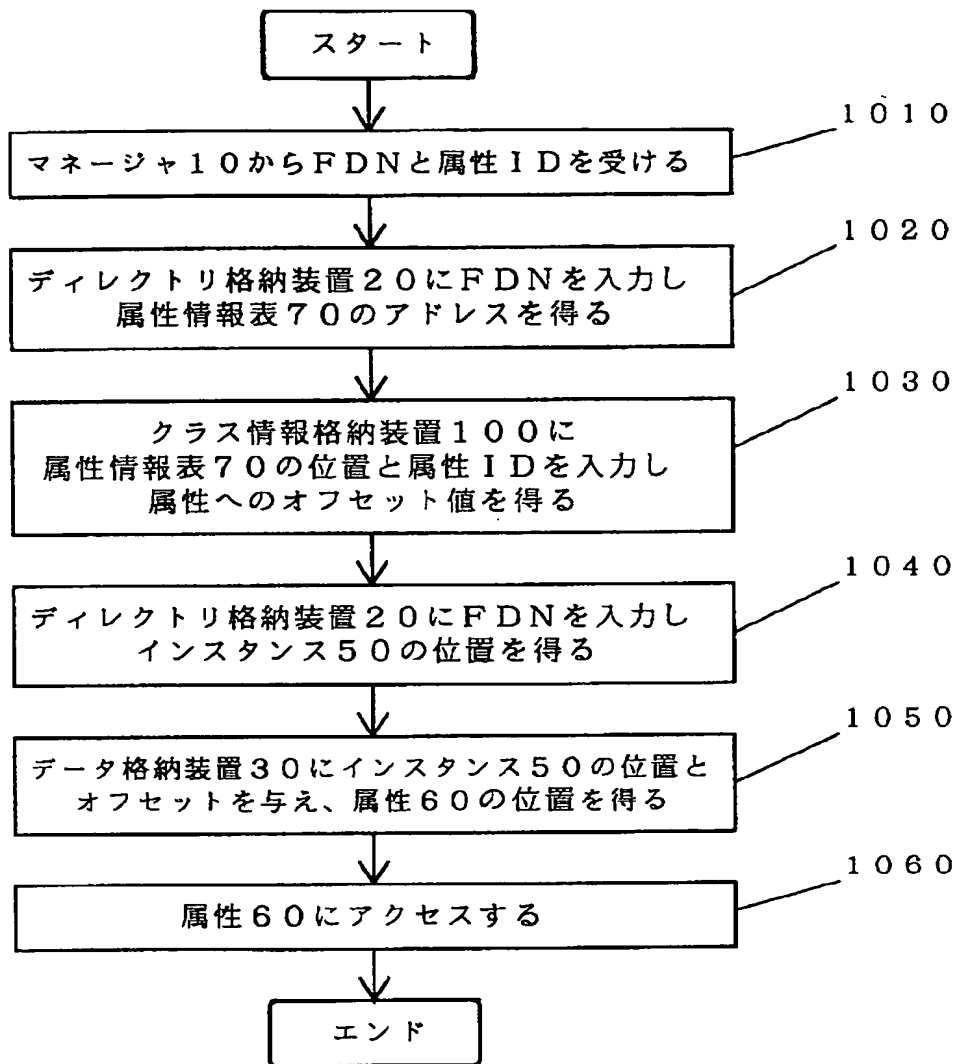 スタート
1010
マネージャ10からFDNと属性IDを受ける
1020
ディレクトリ格納装置20にFDNを入力し
属性情報表70のアドレスを得る
1030
クラス情報格納装置100に
属性情報表70の位置と属性IDを入力し
属性へのオフセット値を得る
1040
ディレクトリ格納装置20にFDNを入力し
インスタンス50の位置を得る
1050
データ格納装置30にインスタンス50の位置と
オフセットを与え、属性60の位置を得る
1060
属性60にアクセスする
エンド